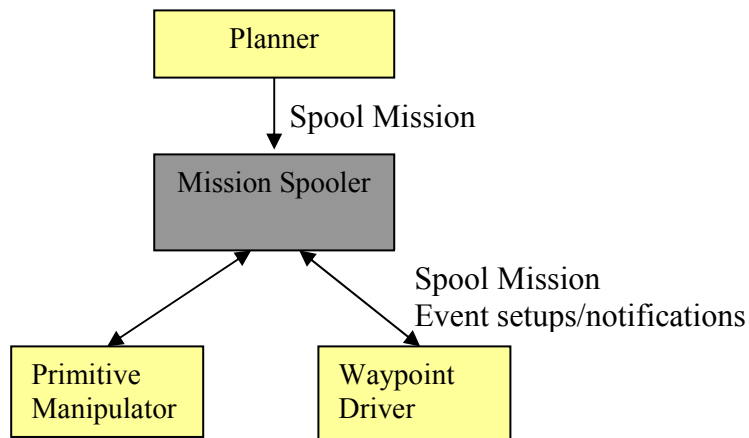 Planner
Spool Mission
Mission Spooler
Spool Mission
Event setups/notifications
Primitive
Manipulator
Waypoint
Driver